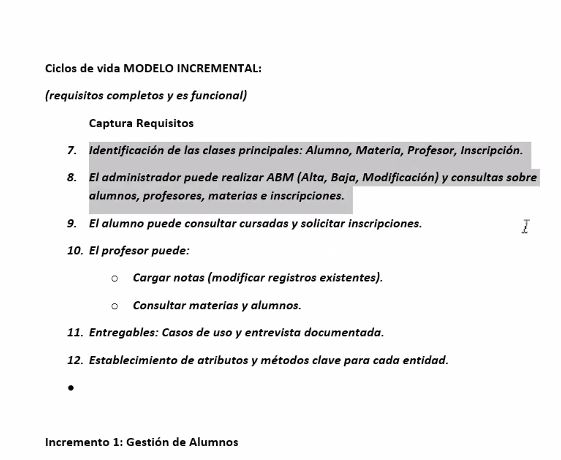 Ciclos de vida MODELO INCREMENTAL:
(requisitos completos y es funcional)
Captura Requisitos
7. Identificación de las clases principales: Alumno, Materia, Profesor, Inscripción.
8. El administrador puede realizar ABM (Alta, Baja, Modificación) y consultas sobre
alumnos, profesores, materias e inscripciones.
9. El alumno puede consultar cursadas y solicitar inscripciones.
10. El profesor puede:
○ Cargar notas (modificar registros existentes).
○ Consultar materias y alumnos.
11. Entregables: Casos de uso y entrevista documentada.
12. Establecimiento de atributos y métodos clave para cada entidad.
●
Incremento 1: Gestión de Alumnos